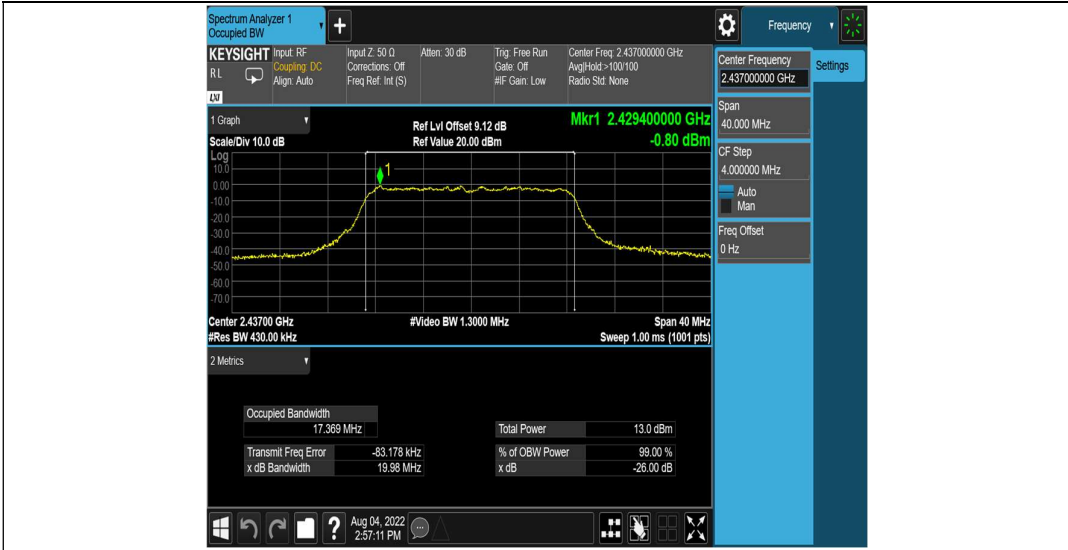 Spectrum Analyzer 1
Occupied BW
+
Frequency
KEYSIGHT
RL
LXI
Input: RF
Coupling: DC
Align: Auto
Input Z: 50 Ω
Corrections: Off
Freq Ref: Int (S)
Atten: 30 dB
Trig: Free Run
Gate: Off
#IF Gain: Low
Center Freq: 2.437000000 GHz
Avg|Hold:>100/100
Radio Std: None
Center Frequency
2.437000000 GHz
Settings
Span
40.000 MHz
CF Step
4.000000 MHz
Auto
Man
Freq Offset
0 Hz
1 Graph
Scale/Div 10.0 dB
Ref Lvl Offset 9.12 dB
Ref Value 20.00 dBm
Mkr1 2.429400000 GHz
-0.80 dBm
Log
10.0
0.00
-10.0
-20.0
-30.0
-40.0
-50.0
-60.0
-70.0
1
Center 2.43700 GHz
#Res BW 430.00 kHz
#Video BW 1.3000 MHz
Span 40 MHz
Sweep 1.00 ms (1001 pts)
2 Metrics
Occupied Bandwidth
17.369 MHz
Total Power 13.0 dBm
Transmit Freq Error -83.178 kHz
% of OBW Power 99.00 %
x dB Bandwidth 19.98 MHz
x dB -26.00 dB
?
Aug 04, 2022
2:57:11 PM